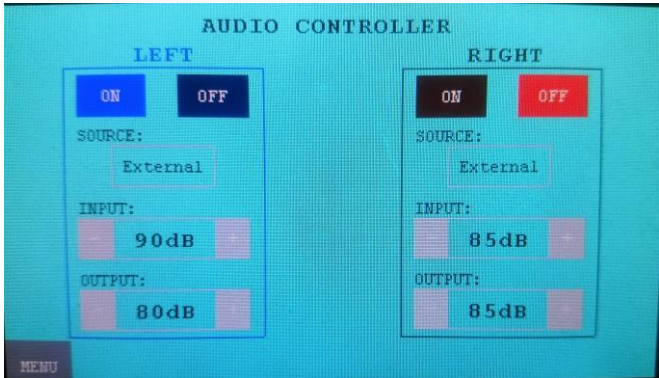 AUDIO CONTROLLER
LEFT
ON OFF
SOURCE:
External
INPUT:
- 90dB +
OUTPUT:
- 80dB +
RIGHT
ON OFF
SOURCE:
External
INPUT:
- 85dB +
OUTPUT:
- 85dB +
MENU